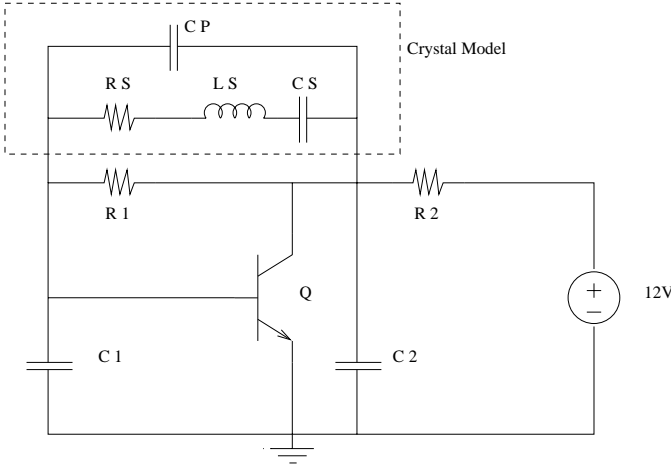 C P
Crystal Model
R S
L S
C S
R 1
R 2
Q
12V
C 1
C 2